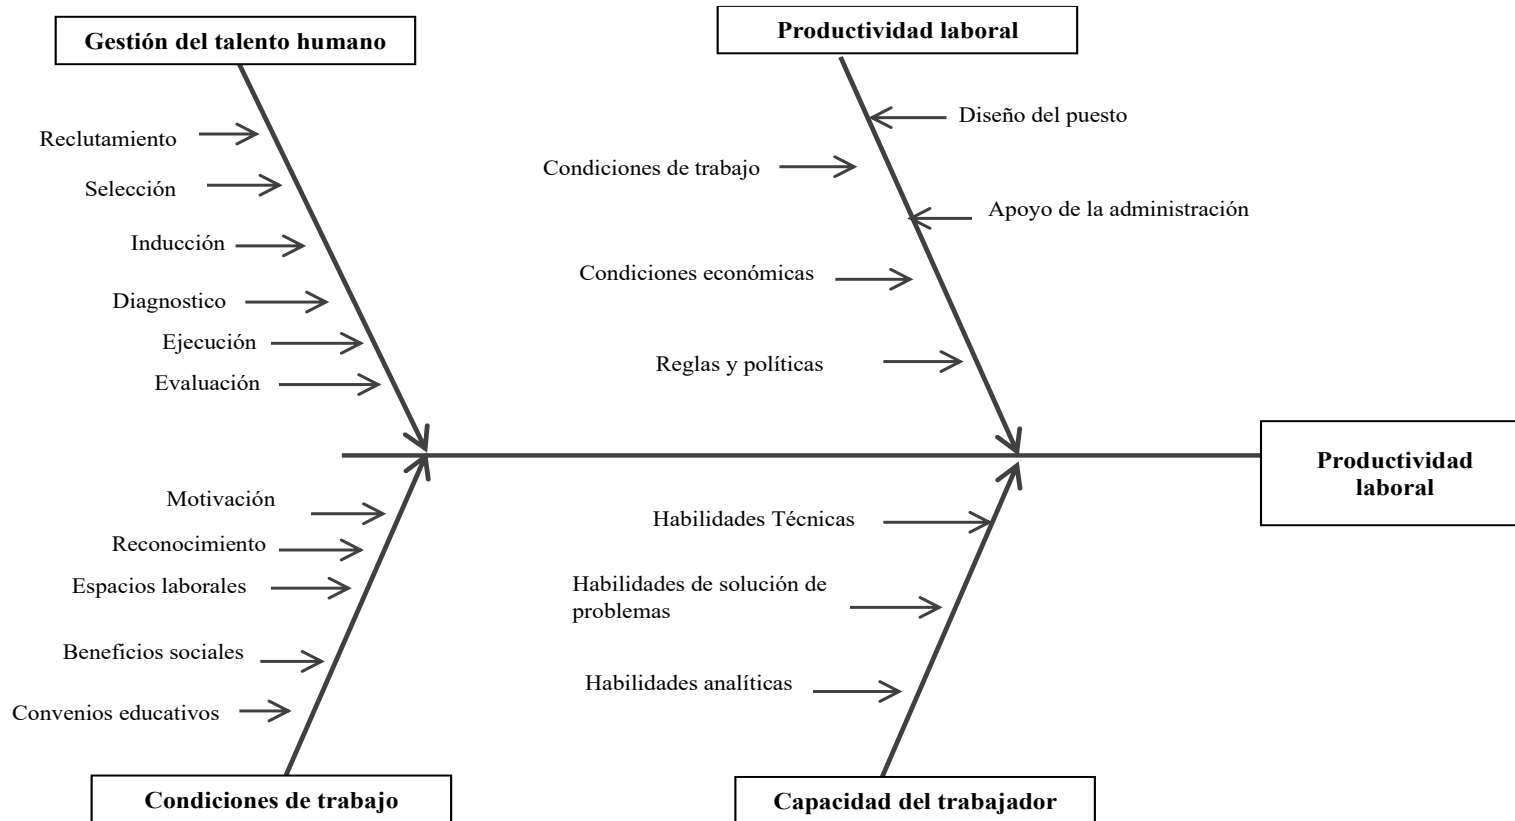 Gestión del talento humano
Productividad laboral
Reclutamiento
Selección
Inducción
Diagnostico
Ejecución
Evaluación
Diseño del puesto
Condiciones de trabajo
Apoyo de la administración
Condiciones económicas
Reglas y políticas
Productividad
laboral
Motivación
Reconocimiento
Espacios laborales
Beneficios sociales
Convenios educativos
Habilidades Técnicas
Habilidades de solución de
problemas
Habilidades analíticas
Condiciones de trabajo
Capacidad del trabajador